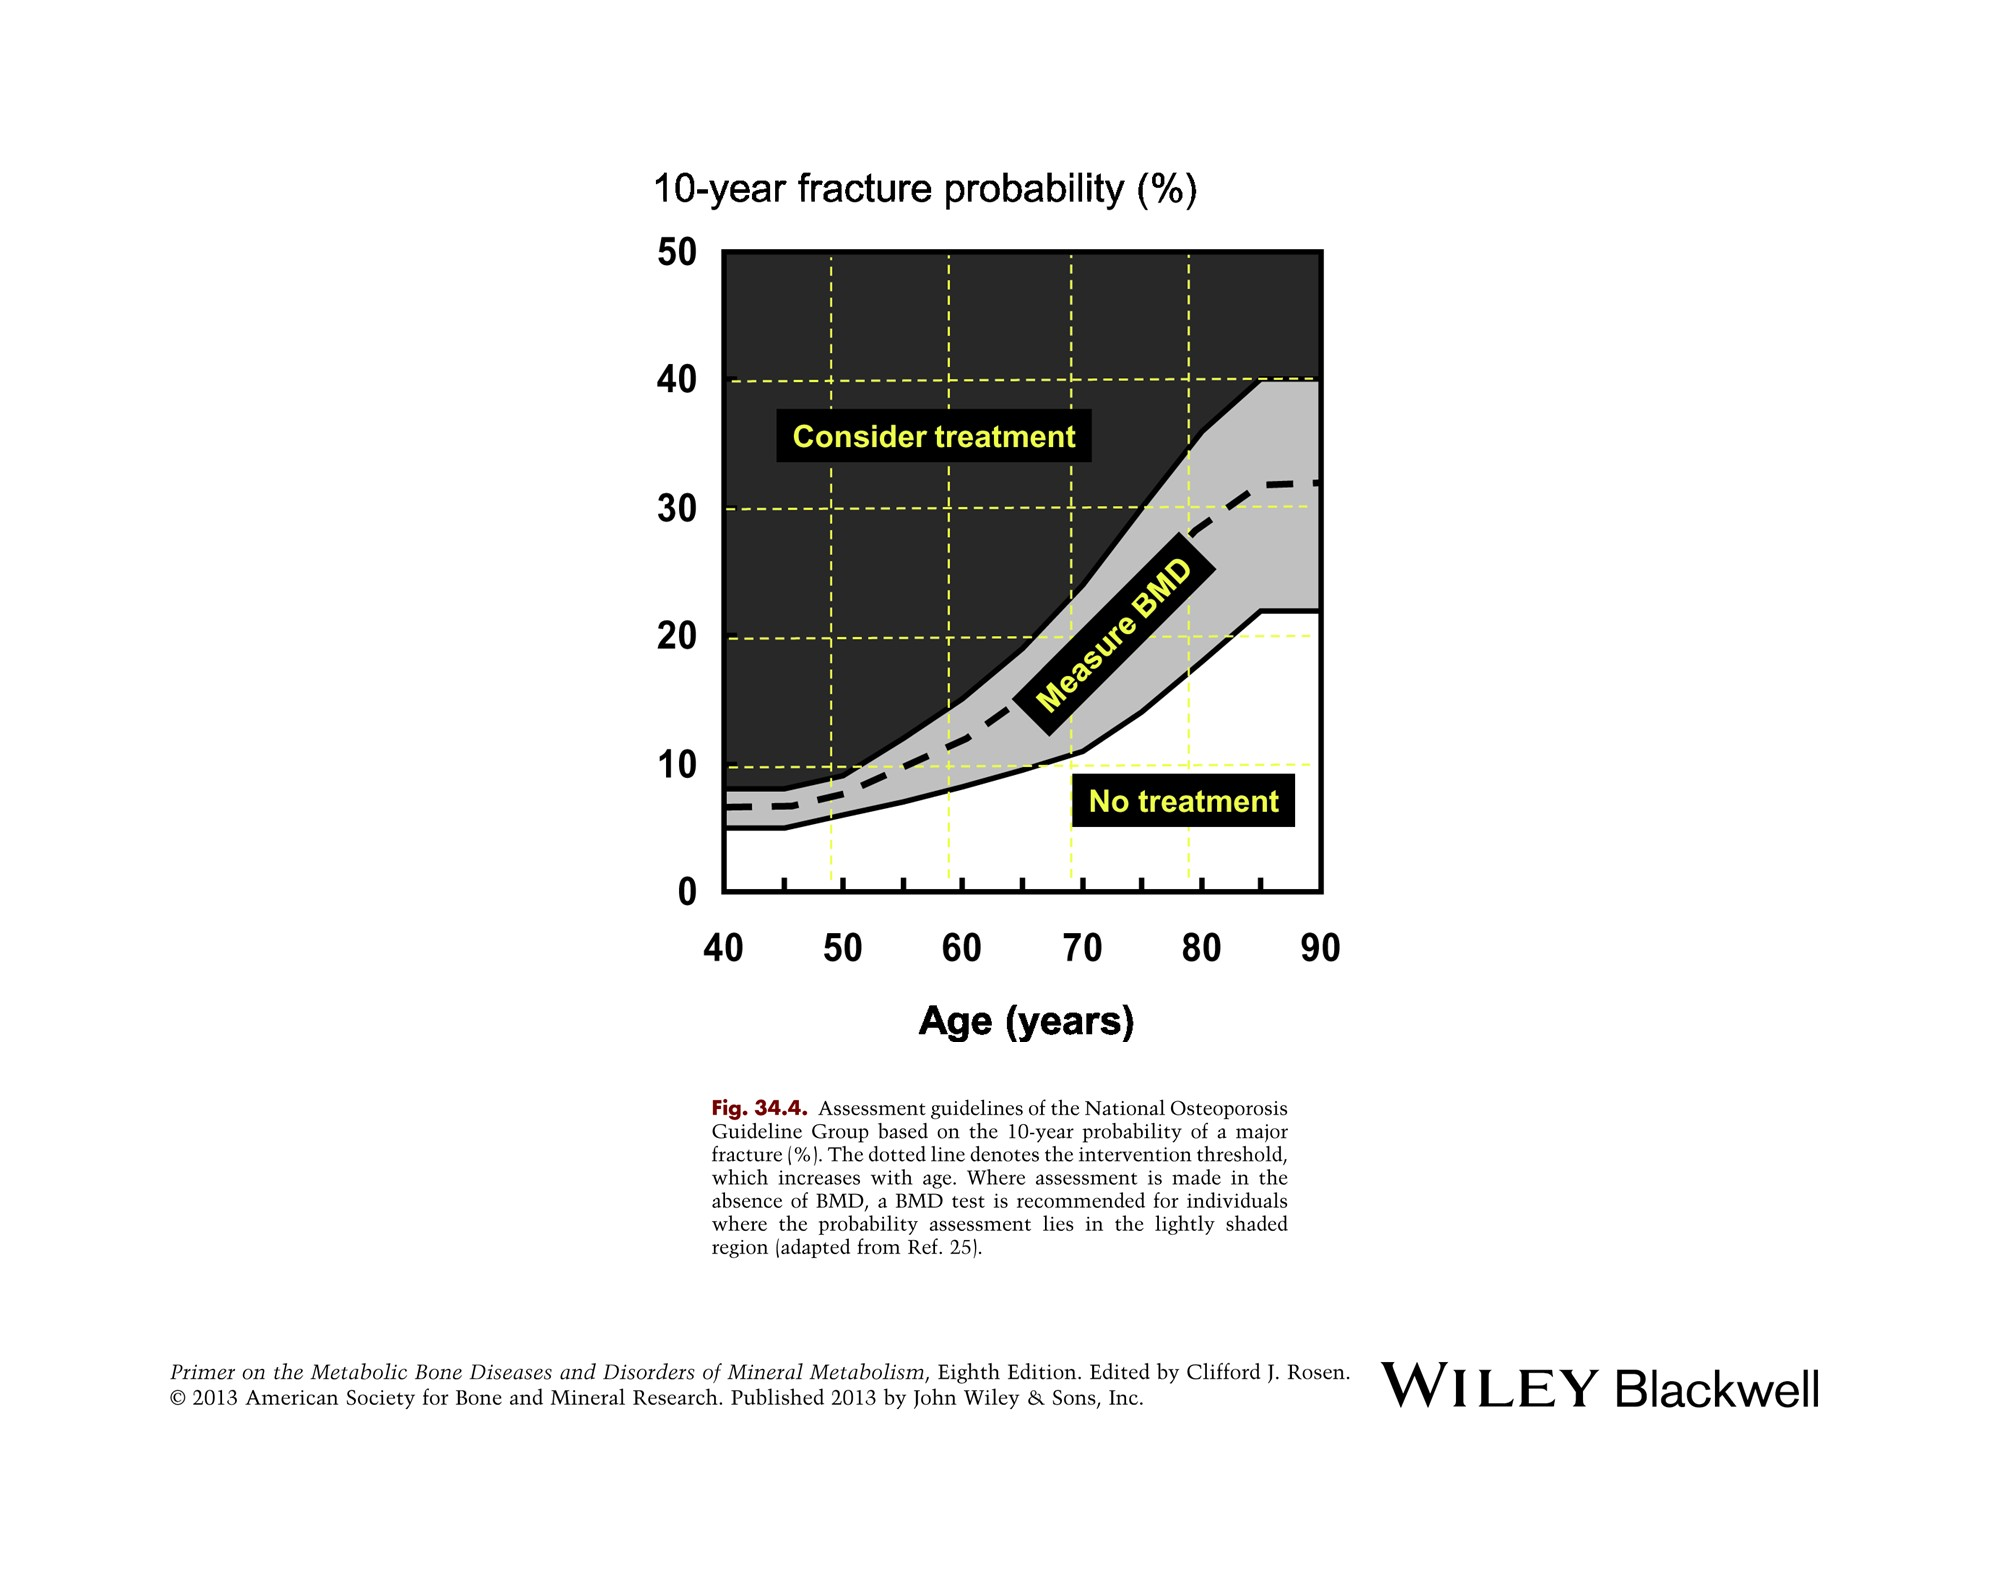 10-year fracture probability (%)
50
40
Consider treatment
30
Measure BMD
20
10
No treatment
0
40 50 60 70 80 90
Age (years)
Fig. 34.4. Assessment guidelines of the National Osteoporosis
Guideline Group based on the 10-year probability of a major
fracture (%). The dotted line denotes the intervention threshold,
which increases with age. Where assessment is made in the
absence of BMD, a BMD test is recommended for individuals
where the probability assessment lies in the lightly shaded
region (adapted from Ref. 25).
Primer on the Metabolic Bone Diseases and Disorders of Mineral Metabolism, Eighth Edition. Edited by Clifford J. Rosen.
© 2013 American Society for Bone and Mineral Research. Published 2013 by John Wiley & Sons, Inc.
WILEY Blackwell